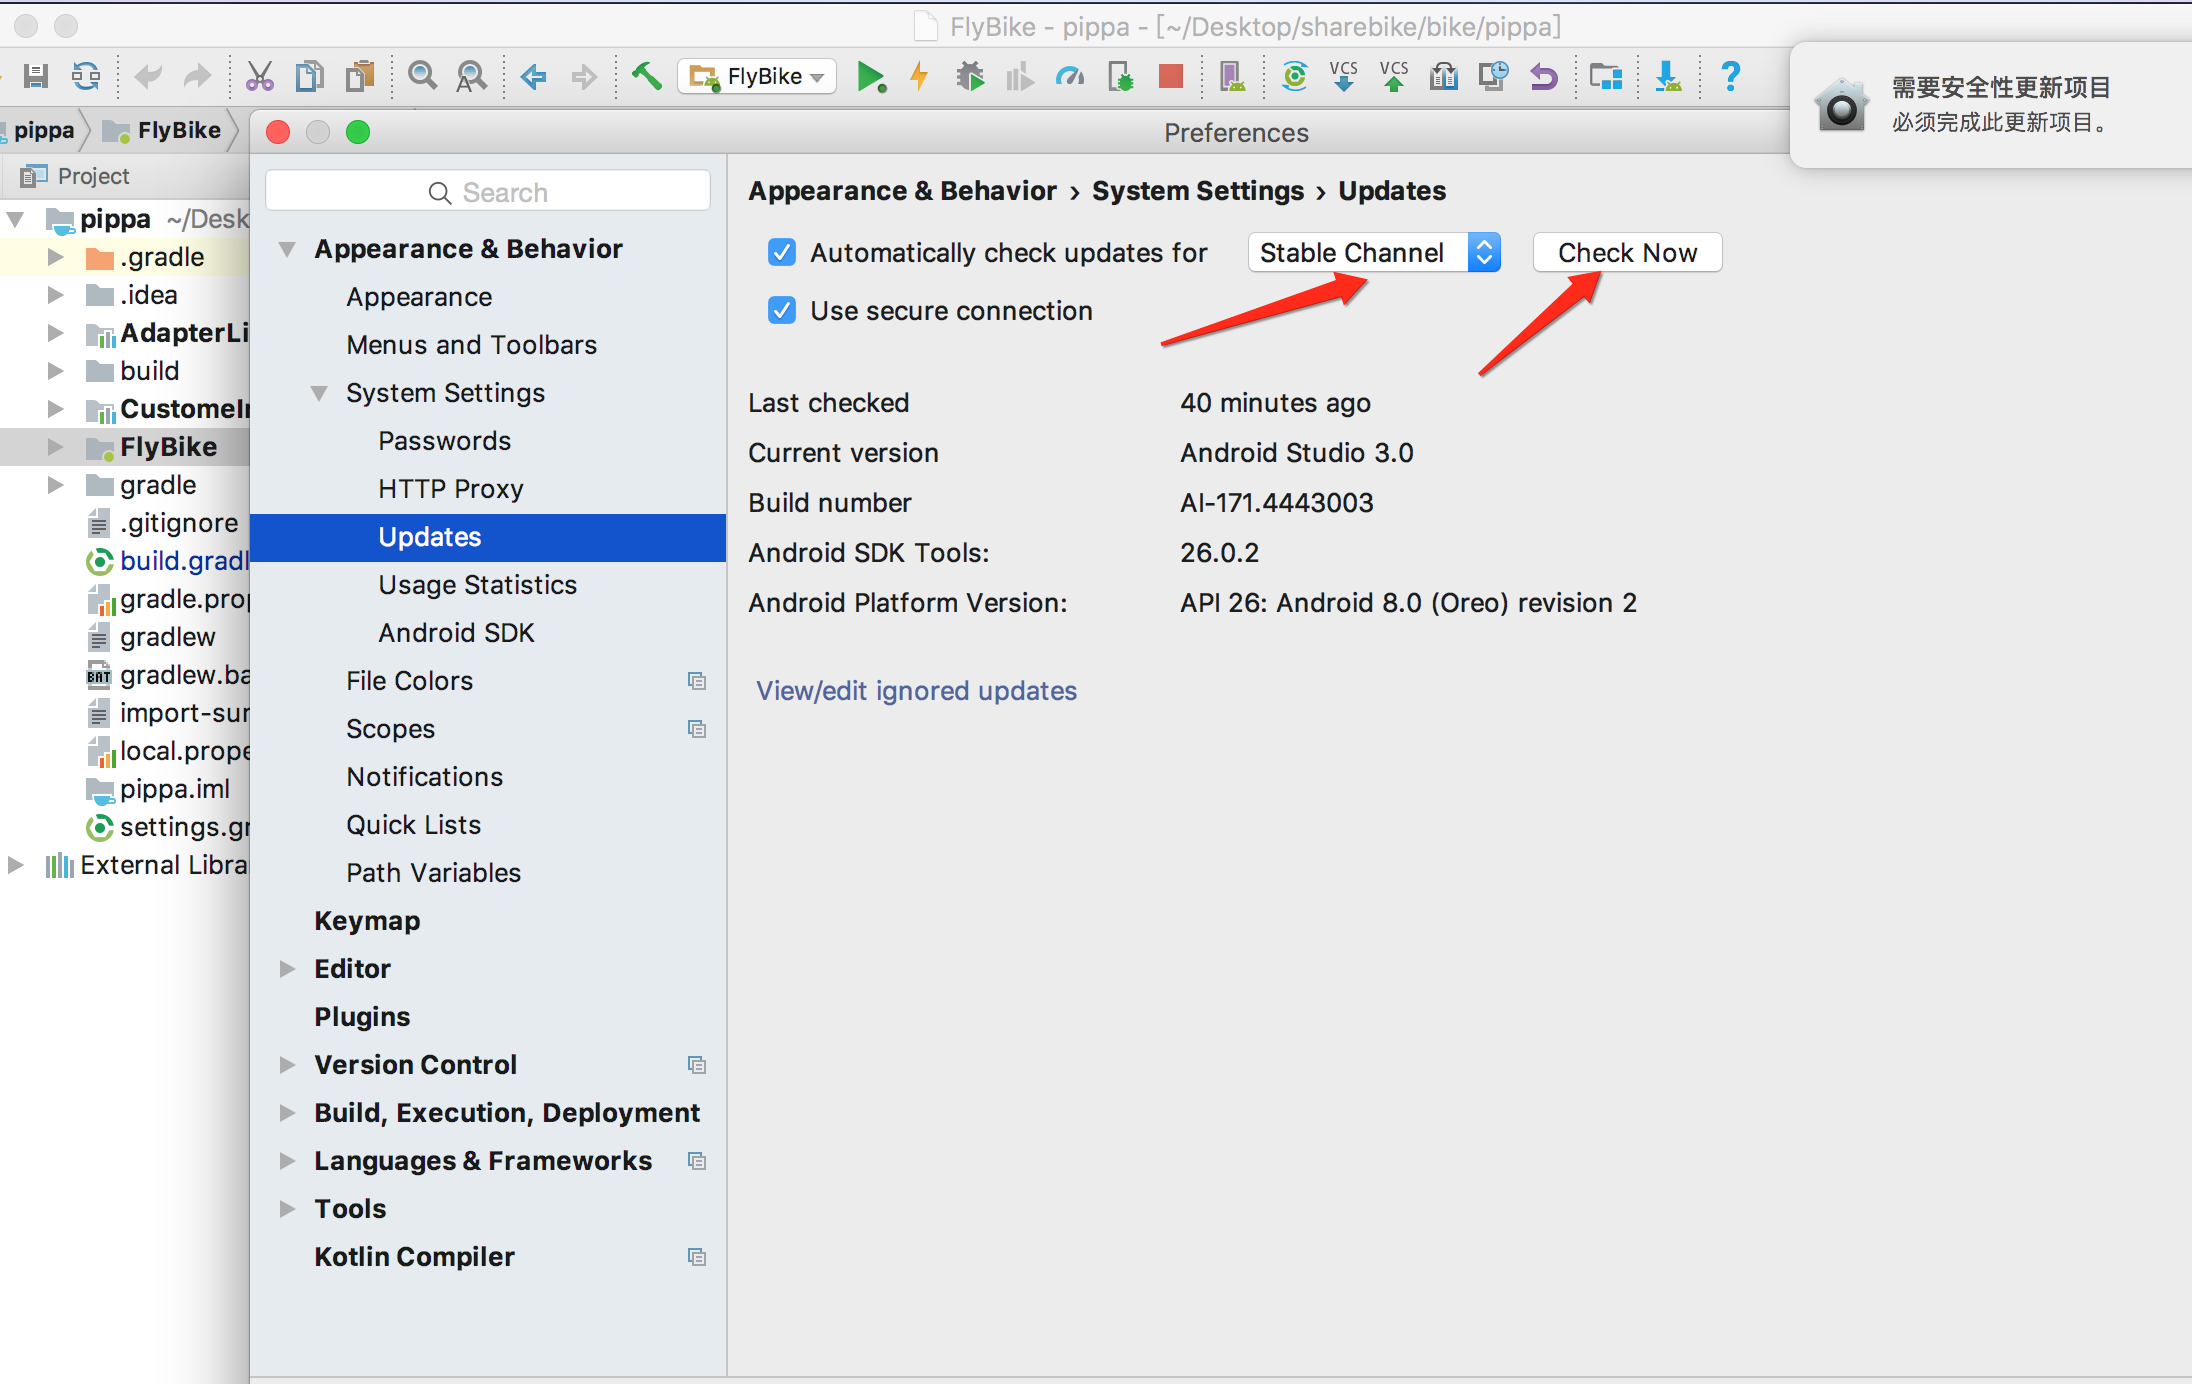 FlyBike - pippa - [~/Desktop/sharebike/bike/pippa]
FlyBike
VCS
VCS
?
需要安全性更新项目
必须完成此更新项目。
pippa
FlyBike
Preferences
Project
pippa ~/Desk
.gradle
.idea
AdapterLi
build
CustomeIn
FlyBike
gradle
.gitignore
build.gradl
gradle.prop
gradlew
BAT gradlew.ba
import-sur
local.prope
pippa.iml
settings.gr
External Libra
Search
Appearance & Behavior
Appearance
Menus and Toolbars
System Settings
Passwords
HTTP Proxy
Updates
Usage Statistics
Android SDK
File Colors
Scopes
Notifications
Quick Lists
Path Variables
Keymap
Editor
Plugins
Version Control
Build, Execution, Deployment
Languages & Frameworks
Tools
Kotlin Compiler
Appearance & Behavior › System Settings › Updates
Automatically check updates for Stable Channel Check Now
Use secure connection
Last checked 40 minutes ago
Current version Android Studio 3.0
Build number AI-171.4443003
Android SDK Tools: 26.0.2
Android Platform Version: API 26: Android 8.0 (Oreo) revision 2
View/edit ignored updates